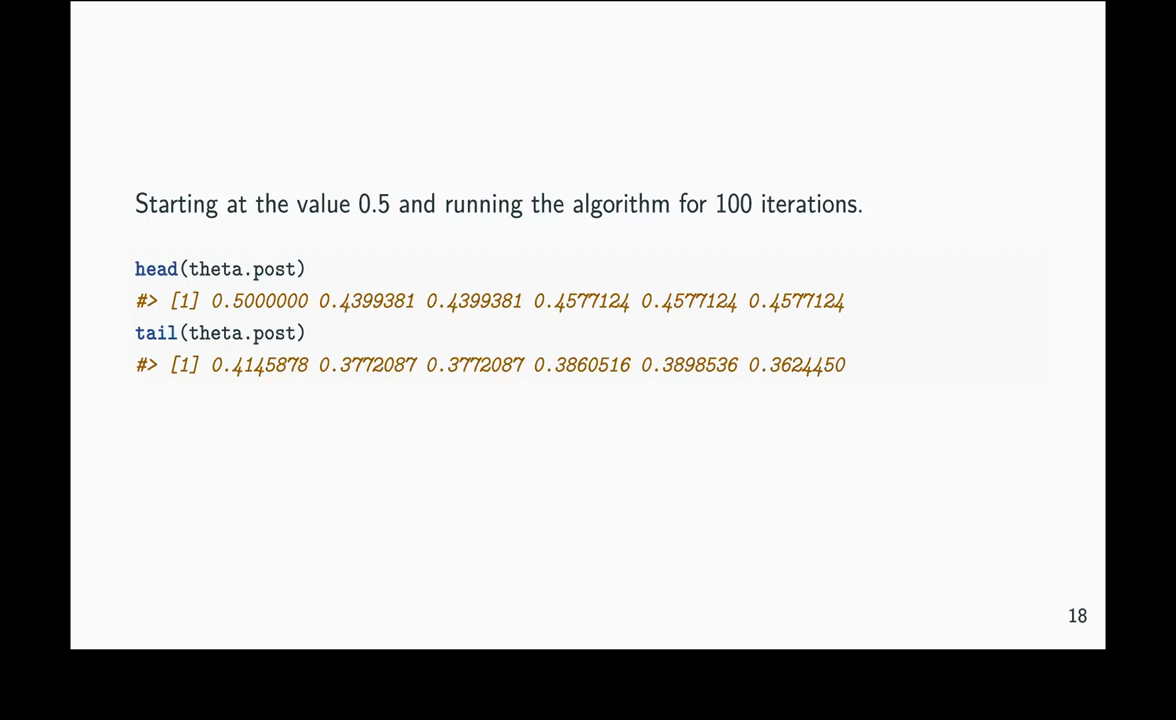 Starting at the value 0.5 and running the algorithm for 100 iterations.
head(theta.post)
#> [1] 0.5000000 0.4399381 0.4399381 0.4577124 0.4577124 0.4577124
tail(theta.post)
#> [1] 0.4145878 0.3772087 0.3772087 0.3860516 0.3898536 0.3624450
18